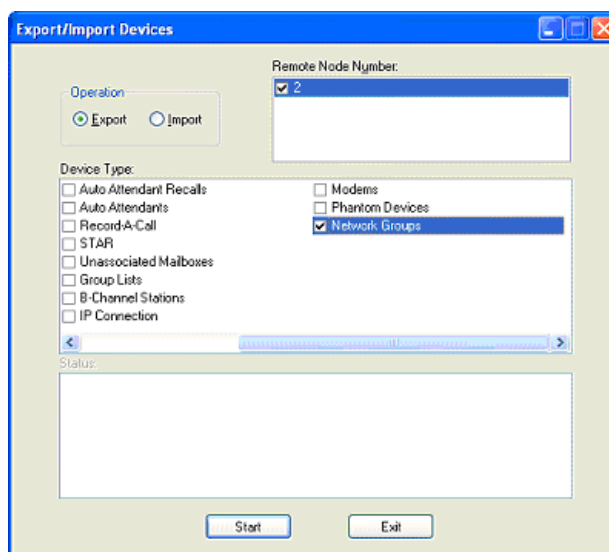 Export/Import Devices
Remote Node Number:
2
Operation
Export
Import
Device Type:
Auto Attendant Recalls
Auto Attendants
Record-A-Call
STAR
Unassociated Mailboxes
Group Lists
B-Channel Stations
IP Connection
Modems
Phantom Devices
Network Groups
Status:
Start
Exit